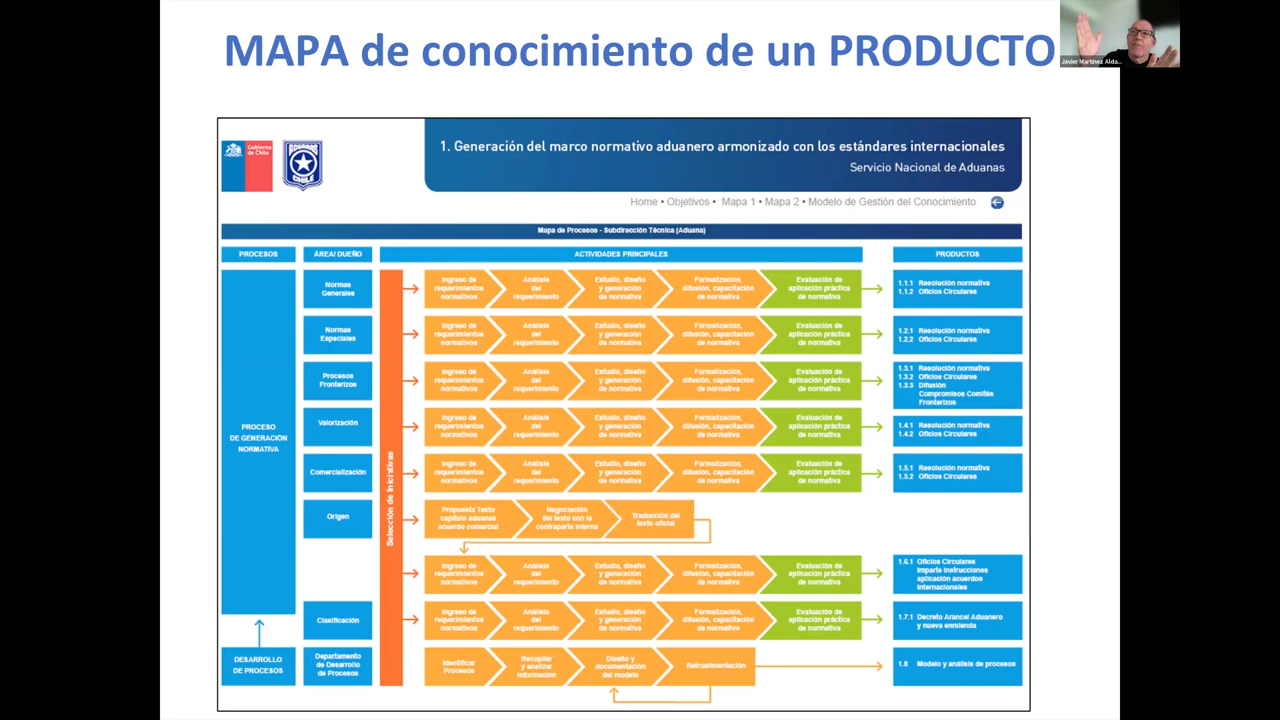 MAPA de conocimiento de un PRODUCTO
Javier Martinez Alda...
Gobierno
de Chile
ADUANAS
CHILE
1. Generación del marco normativo aduanero armonizado con los estándares internacionales
Servicio Nacional de Aduanas
Home • Objetivos • Mapa 1 • Mapa 2 • Modelo de Gestión del Conocimiento
Mapa de Procesos - Subdirección Técnica (Aduana)
PROCESOS
ÁREA/ DUEÑO
ACTIVIDADES PRINCIPALES
PRODUCTOS
PROCESO
DE GENERACIÓN
NORMATIVA
Selección de iniciativas
Normas
Generales
Ingreso de
requerimientos
normativos
Análisis
del
requerimiento
Estudio, diseño
y generación
de normativa
Formalización,
difusión, capacitación
de normativa
Evaluación de
aplicación práctica
de normativa
1.1.1 Resolución normativa
1.1.2 Oficios Circulares
Normas
Especiales
Ingreso de
requerimientos
normativos
Análisis
del
requerimiento
Estudio, diseño
y generación
de normativa
Formalización,
difusión, capacitación
de normativa
Evaluación de
aplicación práctica
de normativa
1.2.1 Resolución normativa
1.2.2 Oficios Circulares
Procesos
Fronterizos
Ingreso de
requerimientos
normativos
Análisis
del
requerimiento
Estudio, diseño
y generación
de normativa
Formalización,
difusión, capacitación
de normativa
Evaluación de
aplicación práctica
de normativa
1.3.1 Resolución normativa
1.3.2 Oficios Circulares
1.3.3 Difusión
Compromisos Comités
Fronterizos
Valorización
Ingreso de
requerimientos
normativos
Análisis
del
requerimiento
Estudio, diseño
y generación
de normativa
Formalización,
difusión, capacitación
de normativa
Evaluación de
aplicación práctica
de normativa
1.4.1 Resolución normativa
1.4.2 Oficios Circulares
Comercialización
Ingreso de
requerimientos
normativos
Análisis
del
requerimiento
Estudio, diseño
y generación
de normativa
Formalización,
difusión, capacitación
de normativa
Evaluación de
aplicación práctica
de normativa
1.5.1 Resolución normativa
1.5.2 Oficios Circulares
Origen
Propuesta Texto
capítulo aduanas
acuerdo comercial
Negociación
del texto con la
contraparte interna
Traducción del
texto oficial
Ingreso de
requerimientos
normativos
Análisis
del
requerimiento
Estudio, diseño
y generación
de normativa
Formalización,
difusión, capacitación
de normativa
Evaluación de
aplicación práctica
de normativa
1.6.1 Oficios Circulares
Imparte instrucciones
aplicación acuerdos
internacionales
Clasificación
Ingreso de
requerimientos
normativos
Análisis
del
requerimiento
Estudio, diseño
y generación
de normativa
Formalización,
difusión, capacitación
de normativa
Evaluación de
aplicación práctica
de normativa
1.7.1 Decreto Arancel Aduanero
y nueva enmienda
DESARROLLO
DE PROCESOS
Departamento
de Desarrollo
de Procesos
Identificar
Procesos
Recopilar
y analizar
información
Diseño y
documentación
del modelo
Retroalimentación
1.8 Modelo y análisis de procesos